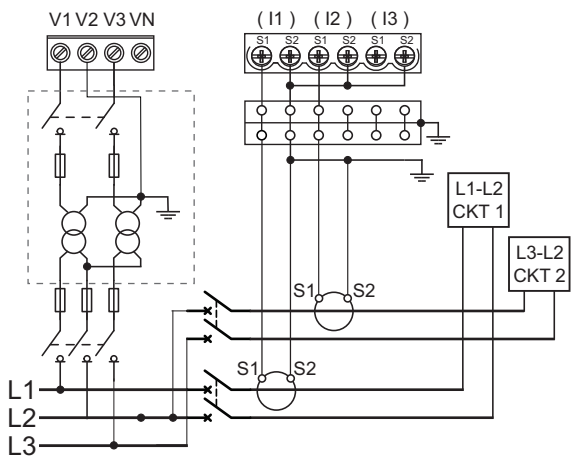 V1 V2 V3 VN
( I1 ) ( I2 ) ( I3 )
S1 S2 S1 S2 S1 S2
L1-L2
CKT 1
L3-L2
CKT 2
S1 S2
S1 S2
L1
L2
L3